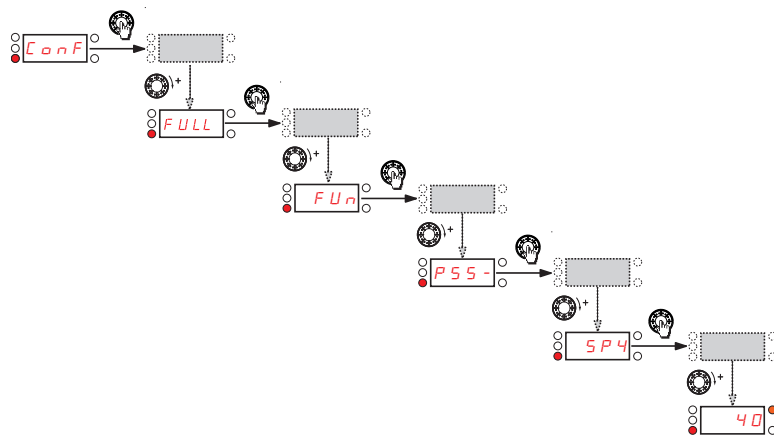 ConF
+
FULL
+
FUn
+
PSS-
+
SP4
+
40